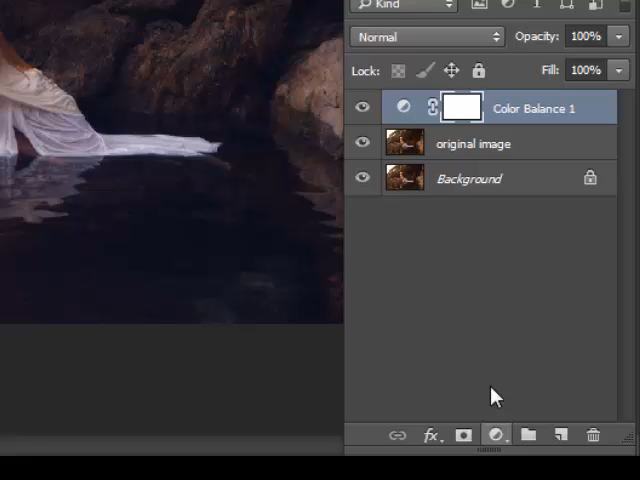 Kind
T
Normal
Opacity: 100%
Lock:
Fill: 100%
Color Balance 1
original image
Background
fx